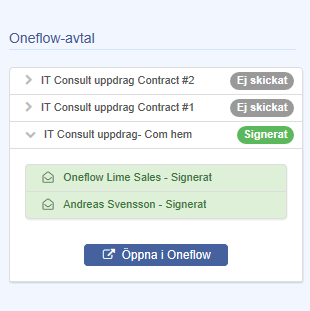 Oneflow-avtal
IT Consult uppdrag Contract #2 Ej skickat
IT Consult uppdrag Contract #1 Ej skickat
IT Consult uppdrag- Com hem Signerat
Oneflow Lime Sales - Signerat
Andreas Svensson - Signerat
Öppna i Oneflow